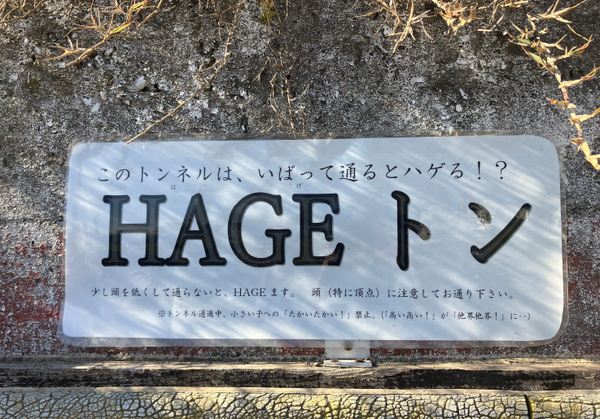 このトンネルは、いばって通るとハゲる！？
は　げ
HAGEトン
少し頭を低くして通らないと、HAGEます。　頭（特に頂点）に注意してお通り下さい。
※トンネル通過中、小さい子への「たかいたかい！」禁止。（「高い高い！」が「他界他界！」に‥）